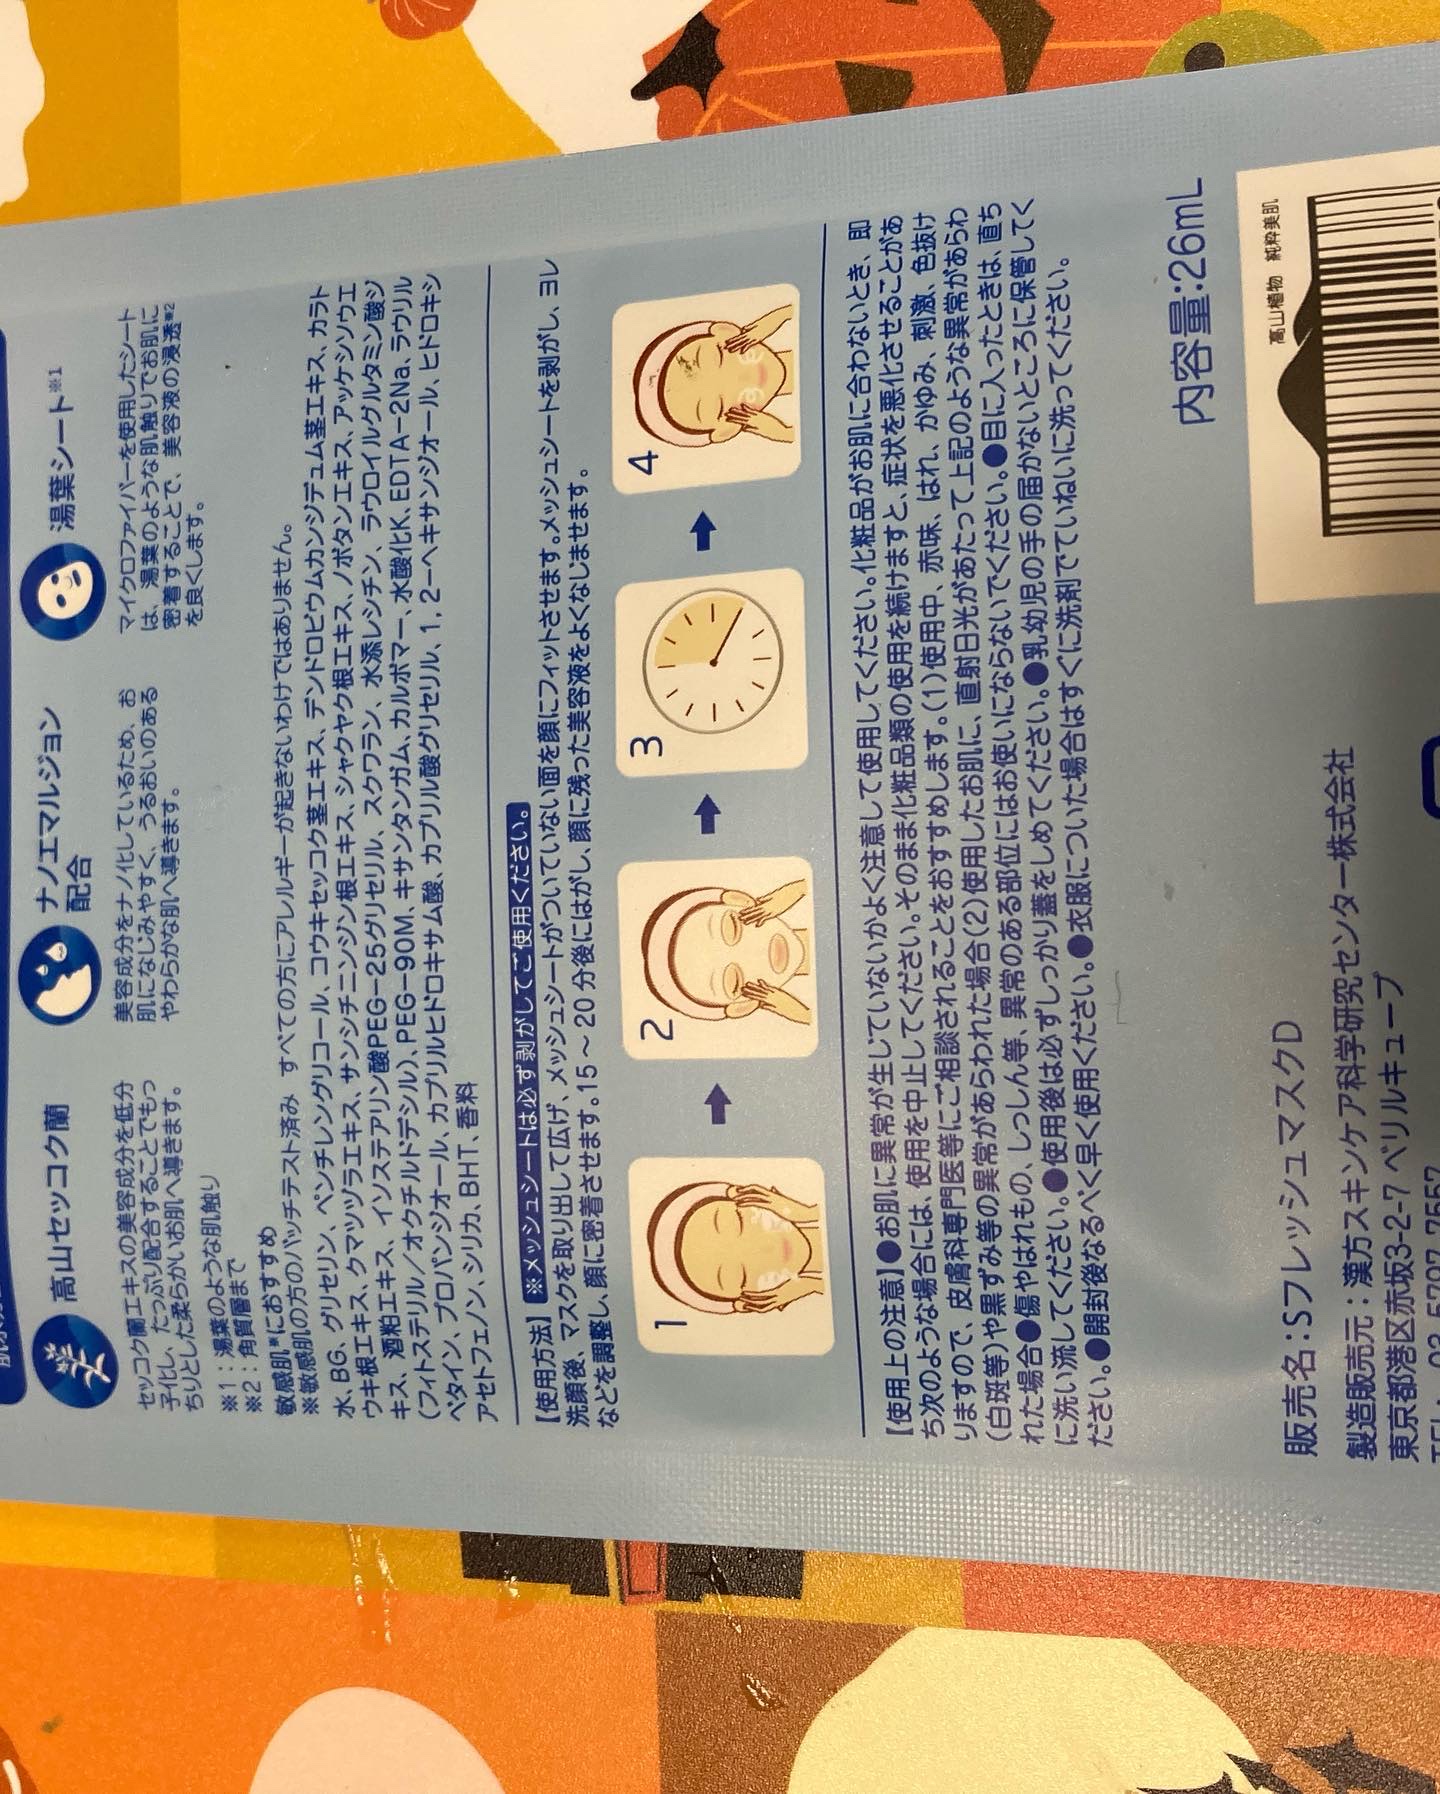 高山セッコク蘭
セッコク蘭エキスの美容成分を低分
子化し、たっぷり配合することでもっ
ちりとした柔らかいお肌へ導きます。
ナノエマルジョン
配合
美容成分をナノ化しているため、お
肌になじみやすく、うるおいのある
やわらかな肌へ導きます。
湯葉シート※1
マイクロファイバーを使用したシート
は、湯葉のような肌触りでお肌に
密着することで、美容液の浸透※2
を良くします。
※1：湯葉のような肌触り
※2：角質層まで
敏感肌※におすすめ
※敏感肌の方のパッチテスト済み すべての方にアレルギーが起きないわけではありません。
水、BG、グリセリン、ペンチレングリコール、コウキセッコク茎エキス、デンドロビウムカンジデュム茎エキス、カラト
ウキ根エキス、クマツヅラエキス、サンシチニンジン根エキス、シャクヤク根エキス、ノボタンエキス、アッケシソウエ
キス、酒粕エキス、イソステアリン酸PEG-25グリセリル、スクワラン、水添レシチン、ラウロイルグルタミン酸ジ
(フィトステリル/オクチルドデシル)、PEG-90M、キサンタンガム、カルボマー、水酸化K、EDTA-2Na、ラウリル
ベタイン、プロパンジオール、カプリルヒドロキサム酸、カプリル酸グリセリル、1,2-ヘキサンジオール、ヒドロキシ
アセトフェノン、シリカ、BHT、香料
【使用方法】※メッシュシートは必ず剥がしてご使用ください。
洗顔後、マスクを取り出して広げ、メッシュシートがついていない面を顔にフィットさせます。メッシュシートを剥がし、ヨレ
などを調整し、顔に密着させます。15～20分後にはがし、顔に残った美容液をよくなじませます。
1
2
3
4
【使用上の注意】●お肌に異常が生じていないかよく注意して使用してください。化粧品がお肌に合わないとき、即
ち次のような場合には、使用を中止してください。そのまま化粧品類の使用を続けますと、症状を悪化させることがあ
りますので、皮膚科専門医等にご相談されることをおすすめします。(1)使用中、赤味、はれ、かゆみ、刺激、色抜け
(白斑等)や黒ずみ等の異常があらわれた場合(2)使用したお肌に、直射日光があたって上記のような異常があらわ
れた場合●傷やはれもの、しっしん等、異常のある部位にはお使いにならないでください。●目に入ったときは、直ち
に洗い流してください。●使用後は必ずしっかり蓋をしめてください。●乳幼児の手の届かないところに保管してく
ださい。●開封後なるべく早く使用ください。●衣服についた場合はすぐに洗剤でていねいに洗ってください。
内容量:26mL
高山植物 純粋美肌
販売名：SフレッシュマスクD
製造販売元：漢方スキンケア科学研究センター株式会社
東京都港区赤坂3-2-7 ベリルキューブ